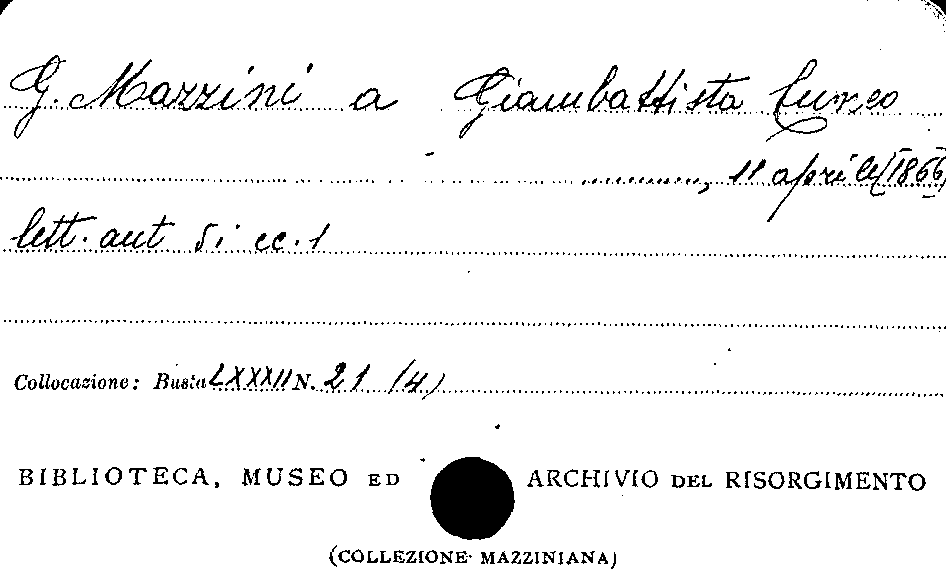 G. Mazzini a Giambattista Cuneo
, 11 aprile [1866]
lett. aut si cc. 1
Collocazione: Busta LXXXII N. 21 (4)
BIBLIOTECA, MUSEO ED ARCHIVIO DEL RISORGIMENTO
(COLLEZIONE MAZZINIANA)